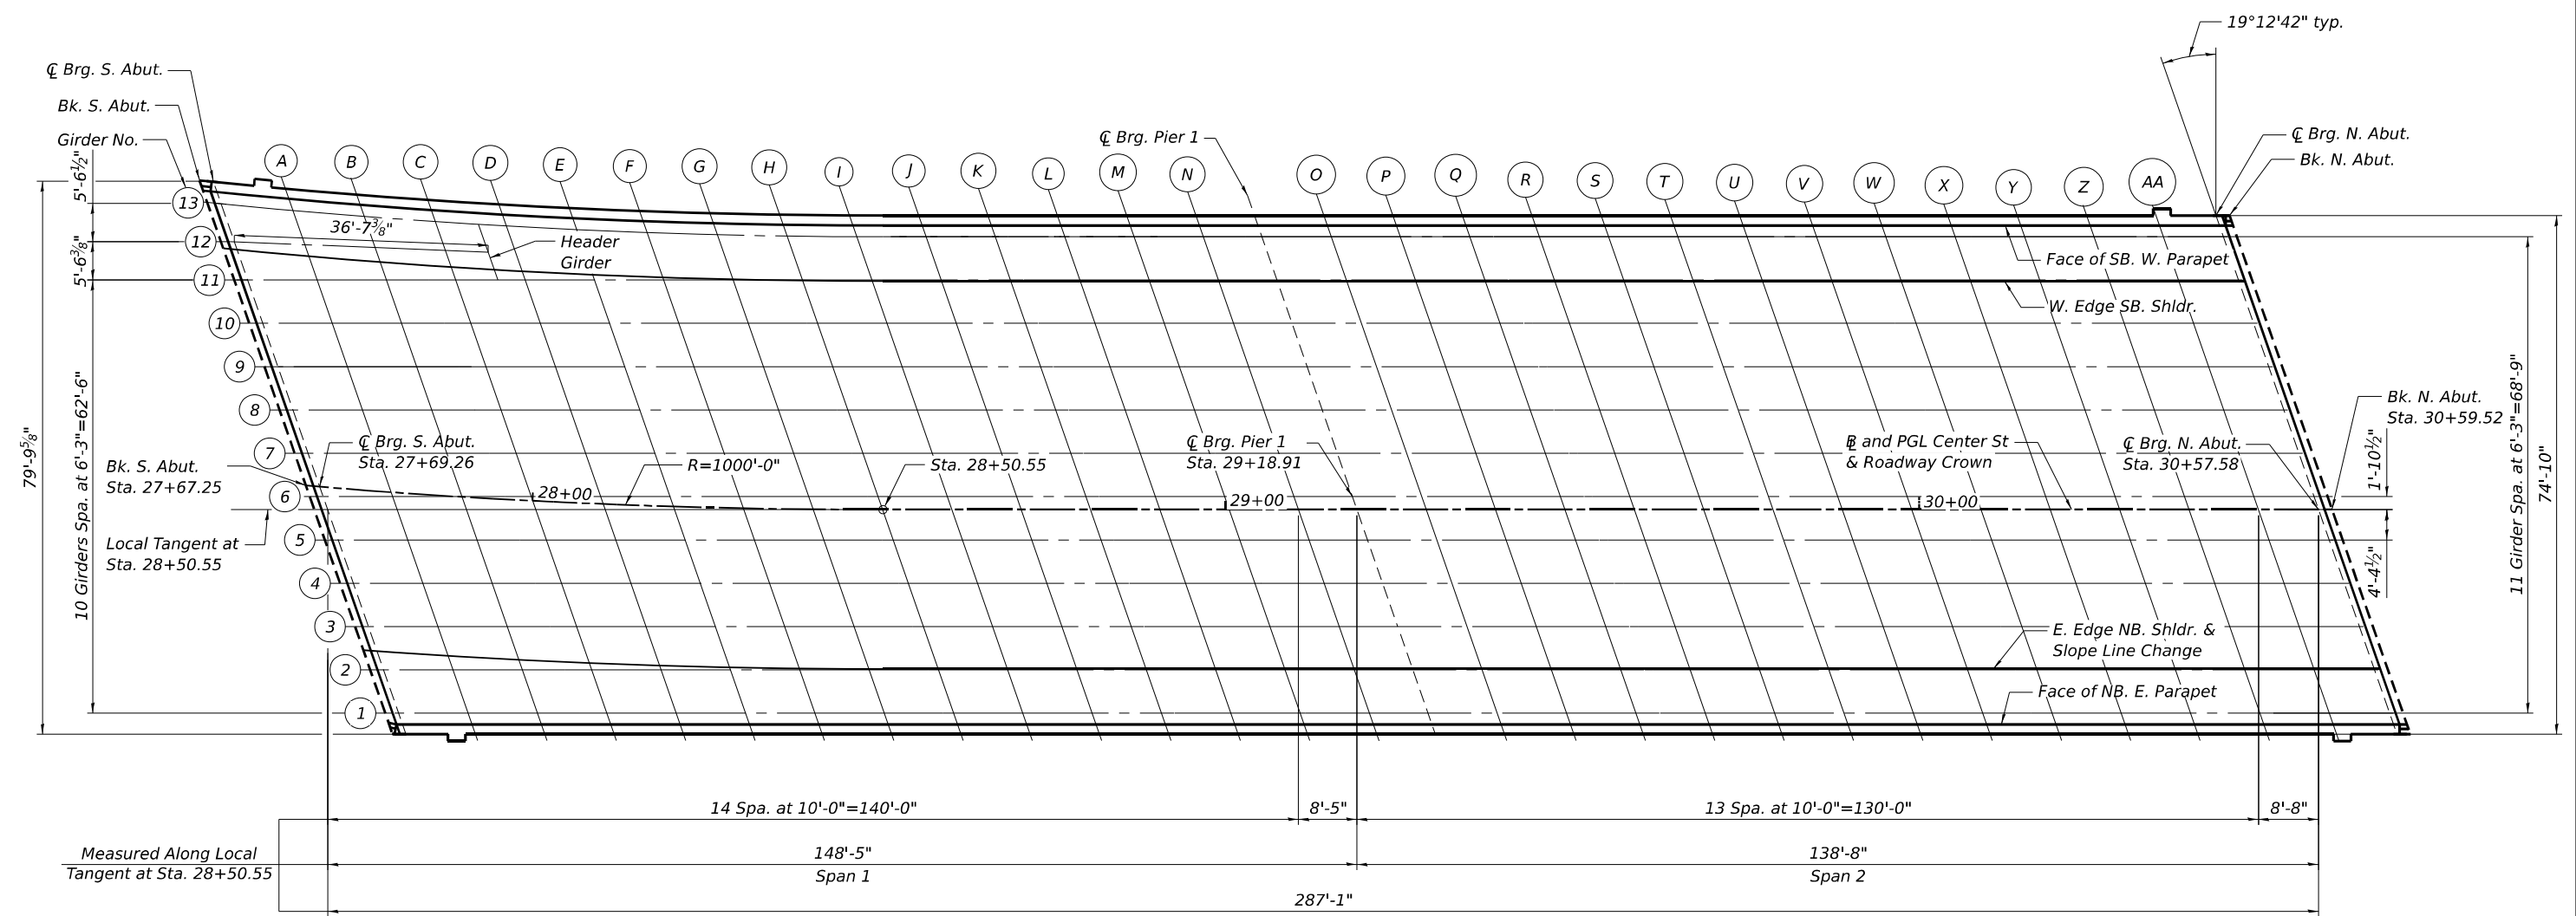 19°12'42" typ.
℄ Brg. S. Abut.
Bk. S. Abut.
Girder No.
℄ Brg. Pier 1
℄ Brg. N. Abut.
Bk. N. Abut.
A B C D E F G H I J K L M N O P Q R S T U V W X Y Z AA
5'-6½"
5'-6⅜"
36'-7⅜"
Header
Girder
Face of SB. W. Parapet
W. Edge SB. Shldr.
13
12
11
10
9
8
7
6
5
4
3
2
1
79'-9⅝"
10 Girders Spa. at 6'-3"=62'-6"
Bk. S. Abut.
Sta. 27+67.25
℄ Brg. S. Abut.
Sta. 27+69.26
R=1000'-0"
Sta. 28+50.55
℄ Brg. Pier 1
Sta. 29+18.91
B and PGL Center St
& Roadway Crown
℄ Brg. N. Abut.
Sta. 30+57.58
Bk. N. Abut.
Sta. 30+59.52
28+00
29+00
30+00
Local Tangent at
Sta. 28+50.55
1'-10½"
4'-4½"
11 Girder Spa. at 6'-3"=68'-9"
74'-10"
E. Edge NB. Shldr. &
Slope Line Change
Face of NB. E. Parapet
14 Spa. at 10'-0"=140'-0"
8'-5"
13 Spa. at 10'-0"=130'-0"
8'-8"
Measured Along Local
Tangent at Sta. 28+50.55
148'-5"
Span 1
138'-8"
Span 2
287'-1"